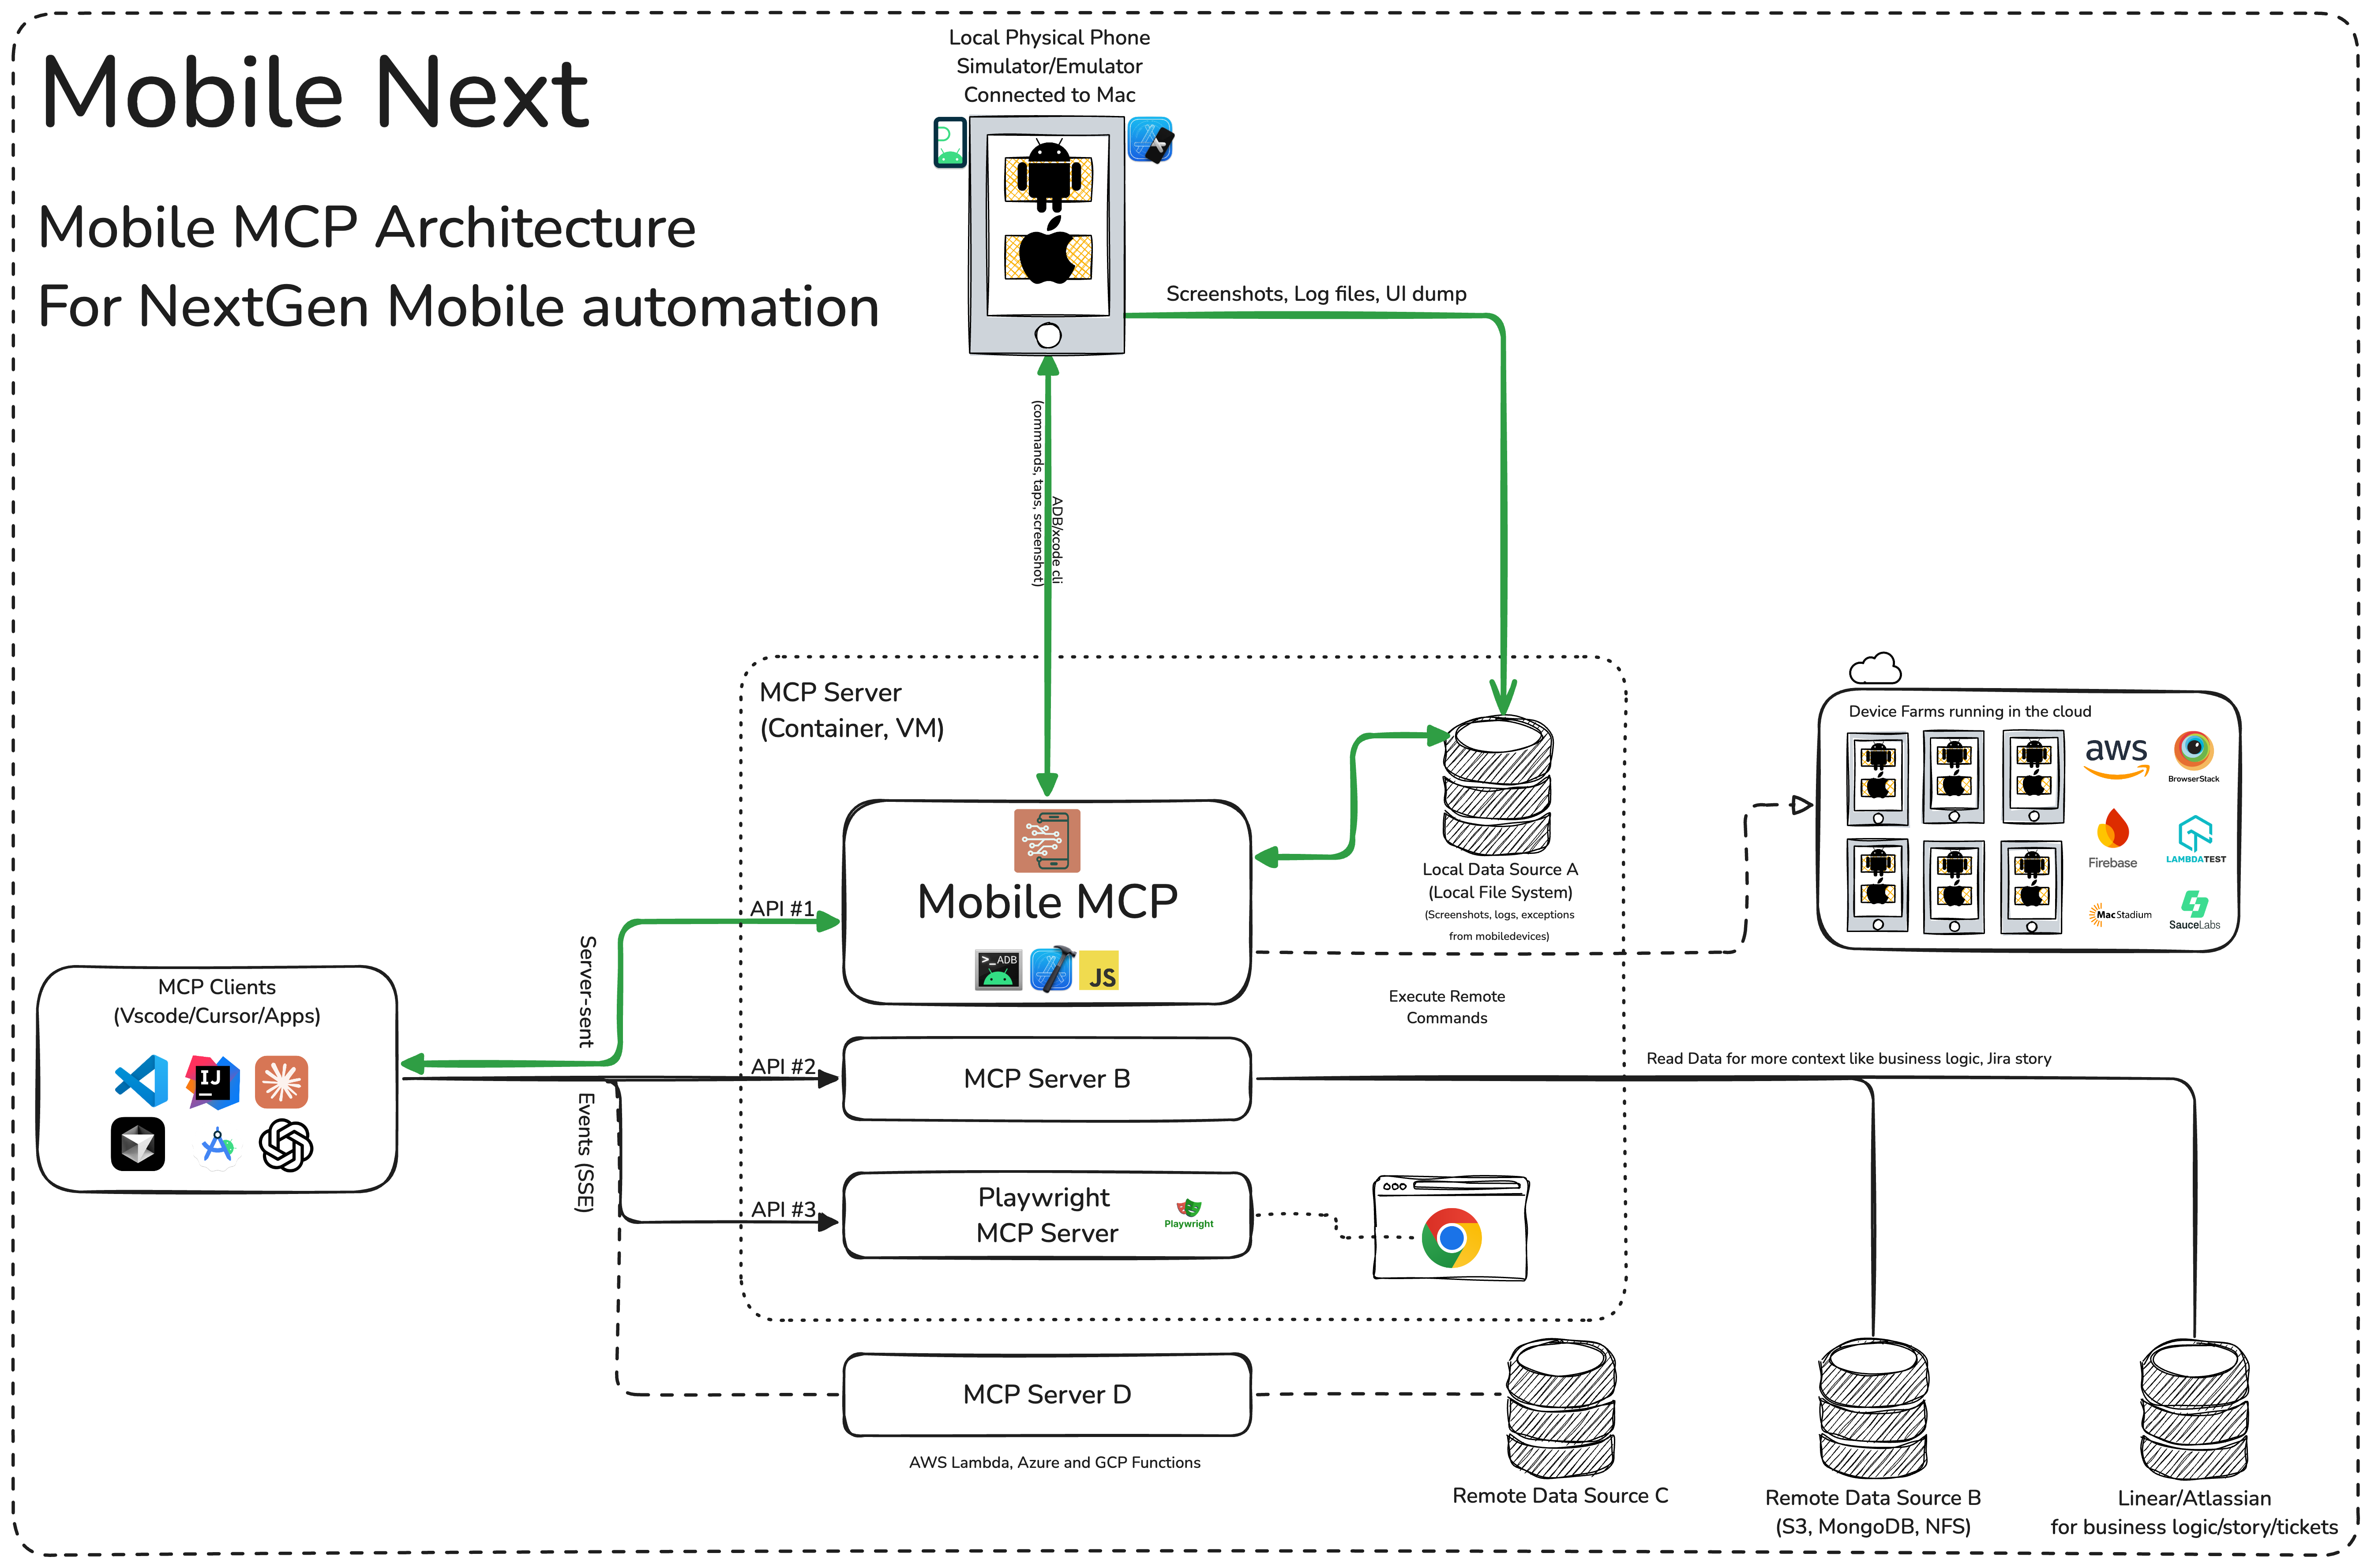 Mobile Next
Mobile MCP Architecture
For NextGen Mobile automation
Local Physical Phone
Simulator/Emulator
Connected to Mac
Screenshots, Log files, UI dump
ADB/xcode cli
(commands, taps, screenshot)
MCP Server
(Container, VM)
Mobile MCP
>_ADB
JS
Local Data Source A
(Local File System)
(Screenshots, logs, exceptions
from mobiledevices)
Device Farms running in the cloud
aws
BrowserStack
Firebase
LAMBDATEST
MacStadium
SauceLabs
API #1
Server-sent
Events (SSE)
MCP Clients
(Vscode/Cursor/Apps)
IJ
Execute Remote
Commands
API #2
MCP Server B
Read Data for more context like business logic, Jira story
API #3
Playwright
MCP Server
Playwright
MCP Server D
AWS Lambda, Azure and GCP Functions
Remote Data Source C
Remote Data Source B
(S3, MongoDB, NFS)
Linear/Atlassian
for business logic/story/tickets